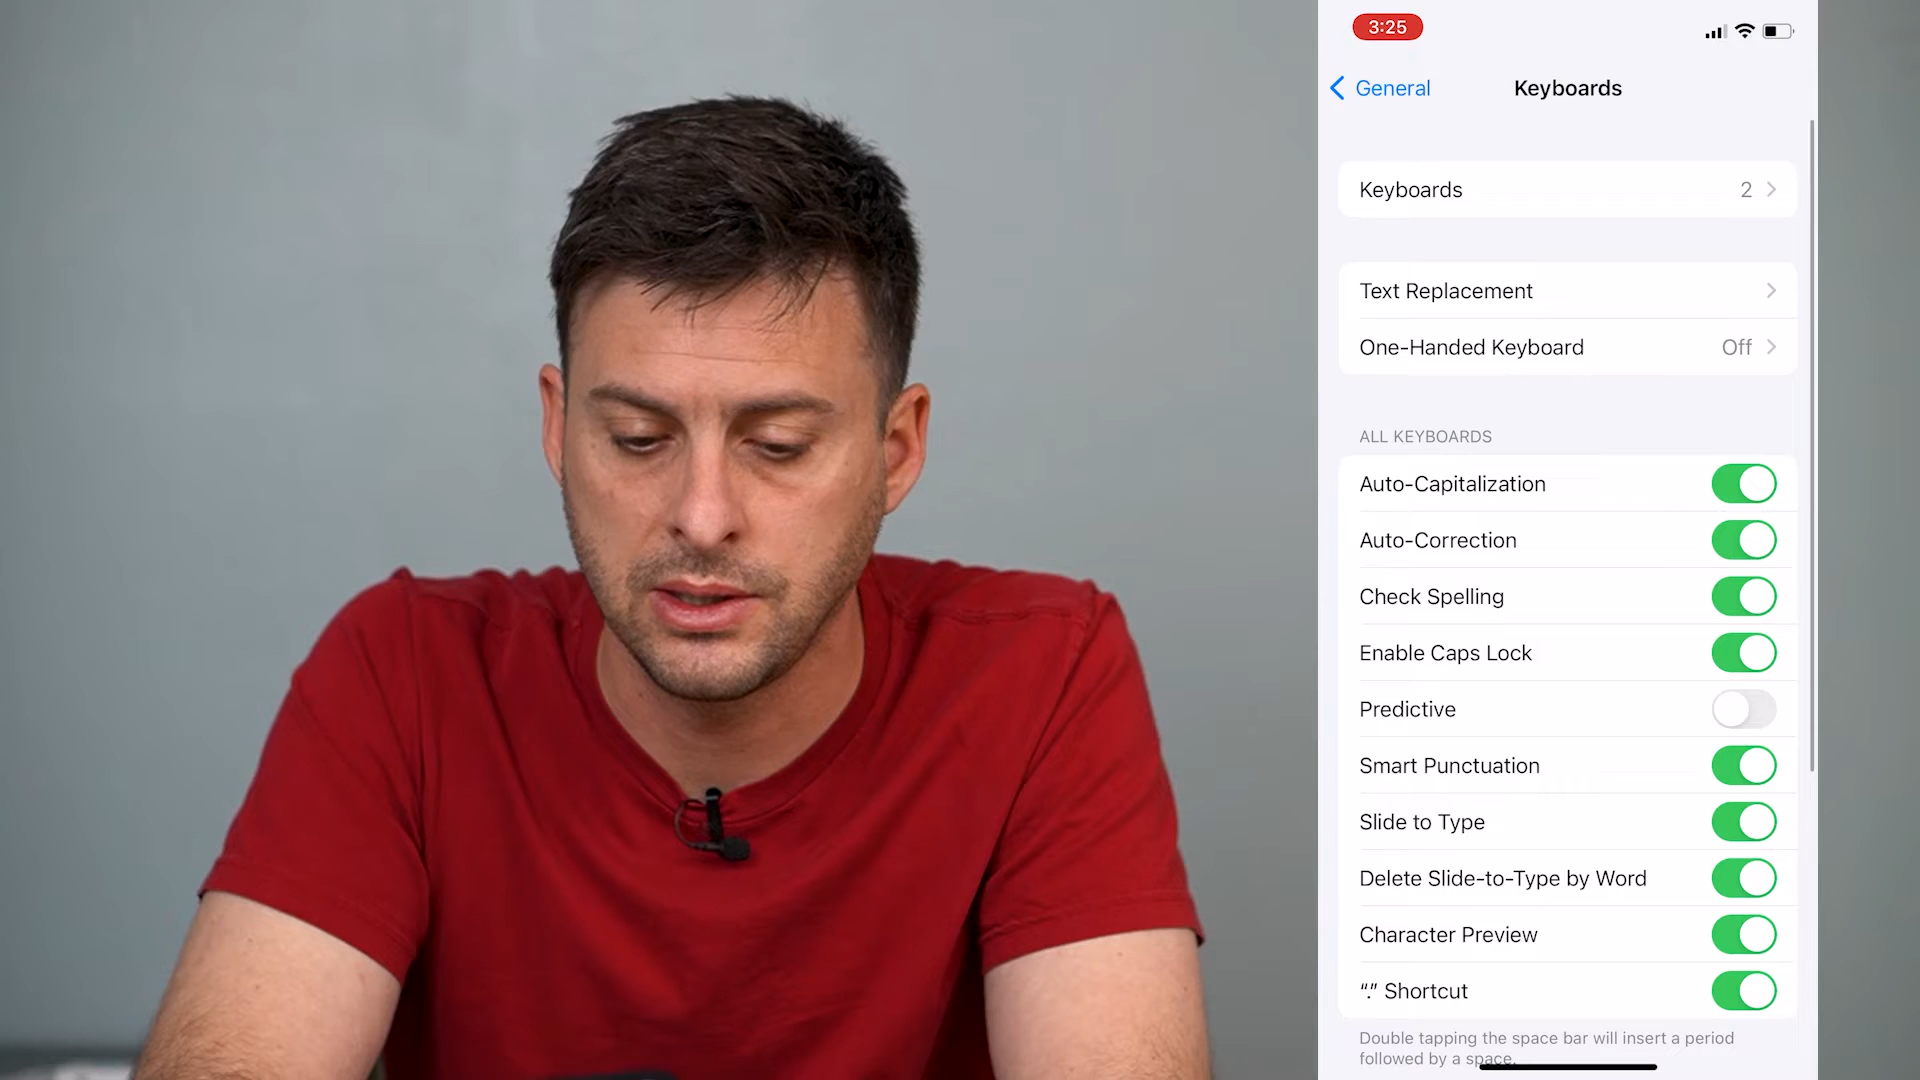 3:25
General
Keyboards
Keyboards 2
Text Replacement
One-Handed Keyboard Off
ALL KEYBOARDS
Auto-Capitalization
Auto-Correction
Check Spelling
Enable Caps Lock
Predictive
Smart Punctuation
Slide to Type
Delete Slide-to-Type by Word
Character Preview
“.” Shortcut
Double tapping the space bar will insert a period
followed by a space.